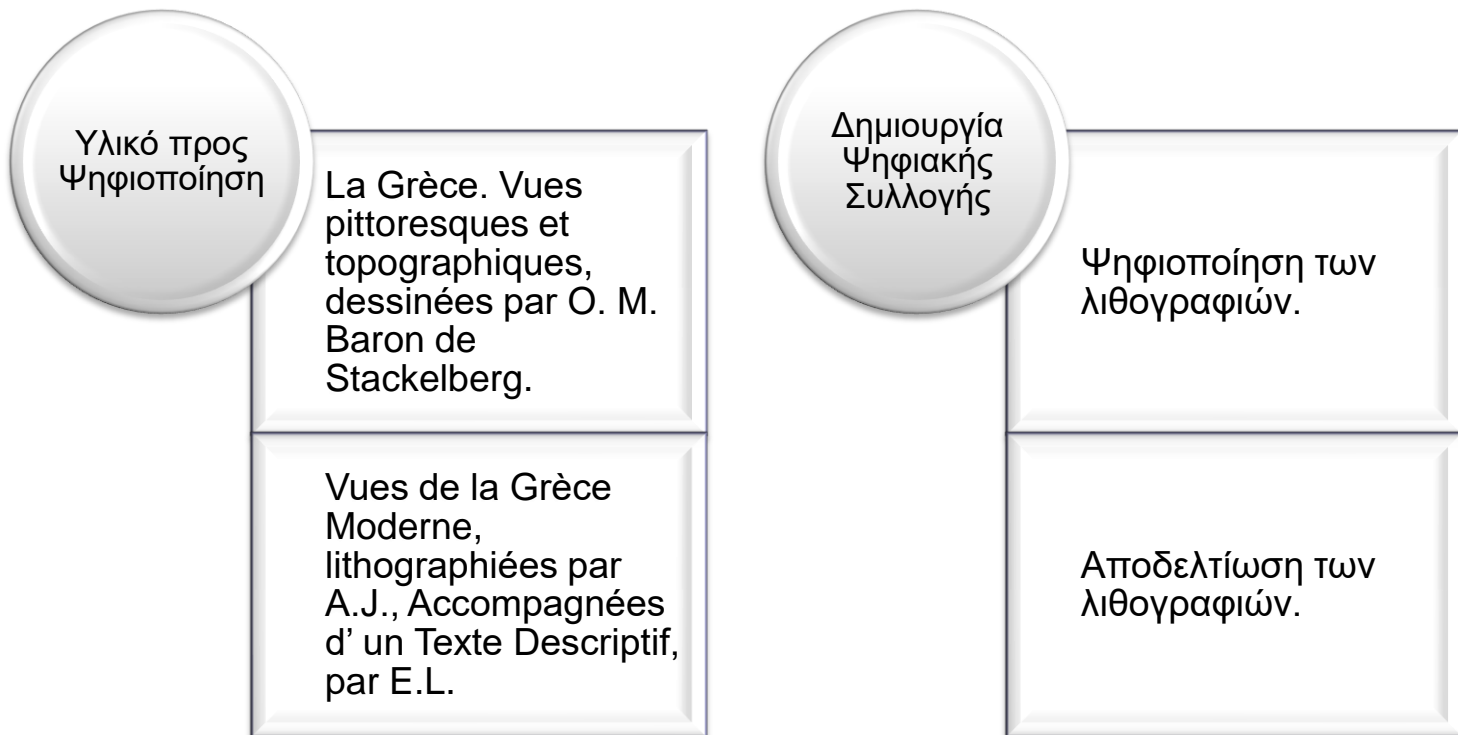 Υλικό προς
Ψηφιοποίηση
La Grèce. Vues
pittoresques et
topographiques,
dessinées par O. M.
Baron de
Stackelberg.
Vues de la Grèce
Moderne,
lithographiées par
A.J., Accompagnées
d’ un Texte Descriptif,
par E.L.
Δημιουργία
Ψηφιακής
Συλλογής
Ψηφιοποίηση των
λιθογραφιών.
Αποδελτίωση των
λιθογραφιών.